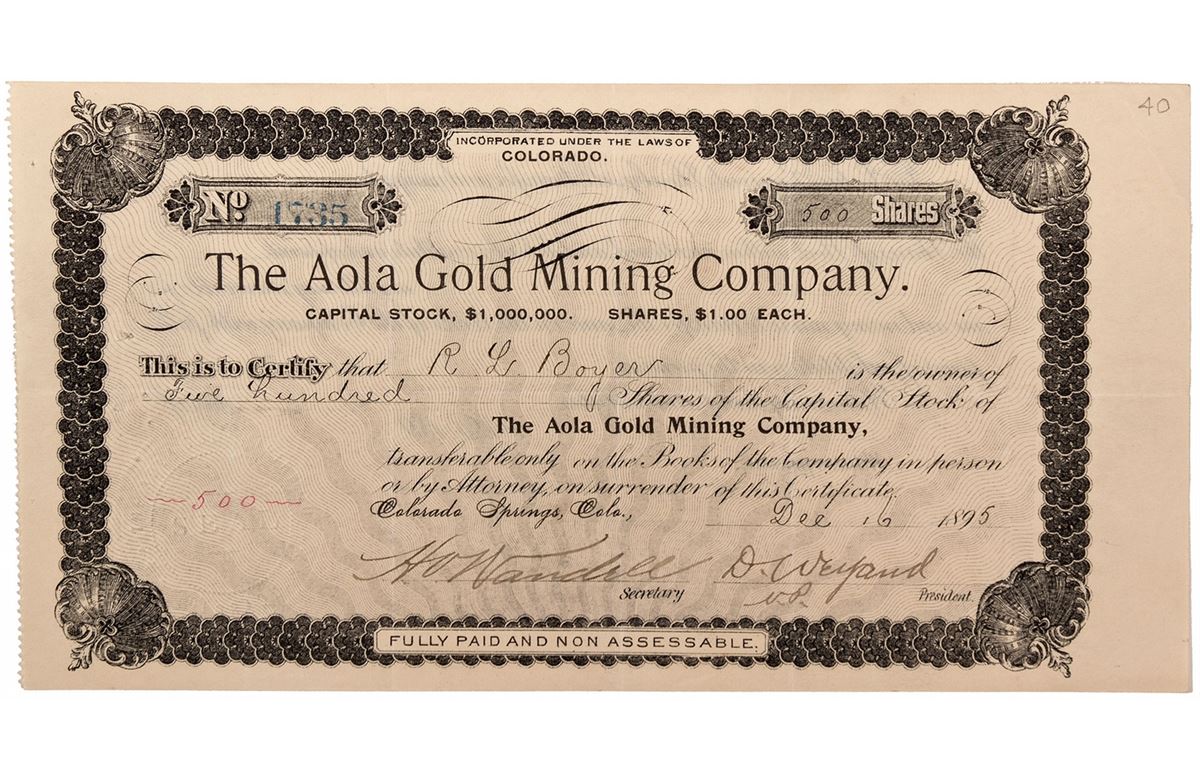 40
INCORPORATED UNDER THE LAWS OF
COLORADO.
No. 1735
500 Shares
The Aola Gold Mining Company.
CAPITAL STOCK, $1,000,000. SHARES, $1.00 EACH.
This is to Certify that R L Boyer is the owner of
Five hundred Shares of the Capital Stock of
The Aola Gold Mining Company,
transferable only on the Books of the Company in person
or by Attorney, on surrender of this Certificate.
—500—
Colorado Springs, Colo., Dec 16 1895
D. Weyand
Secretary V.P. President.
FULLY PAID AND NON ASSESSABLE.